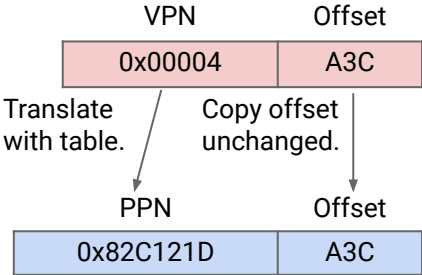 VPN Offset
0x00004 A3C
Translate Copy offset
with table. unchanged.
PPN Offset
0x82C121D A3C